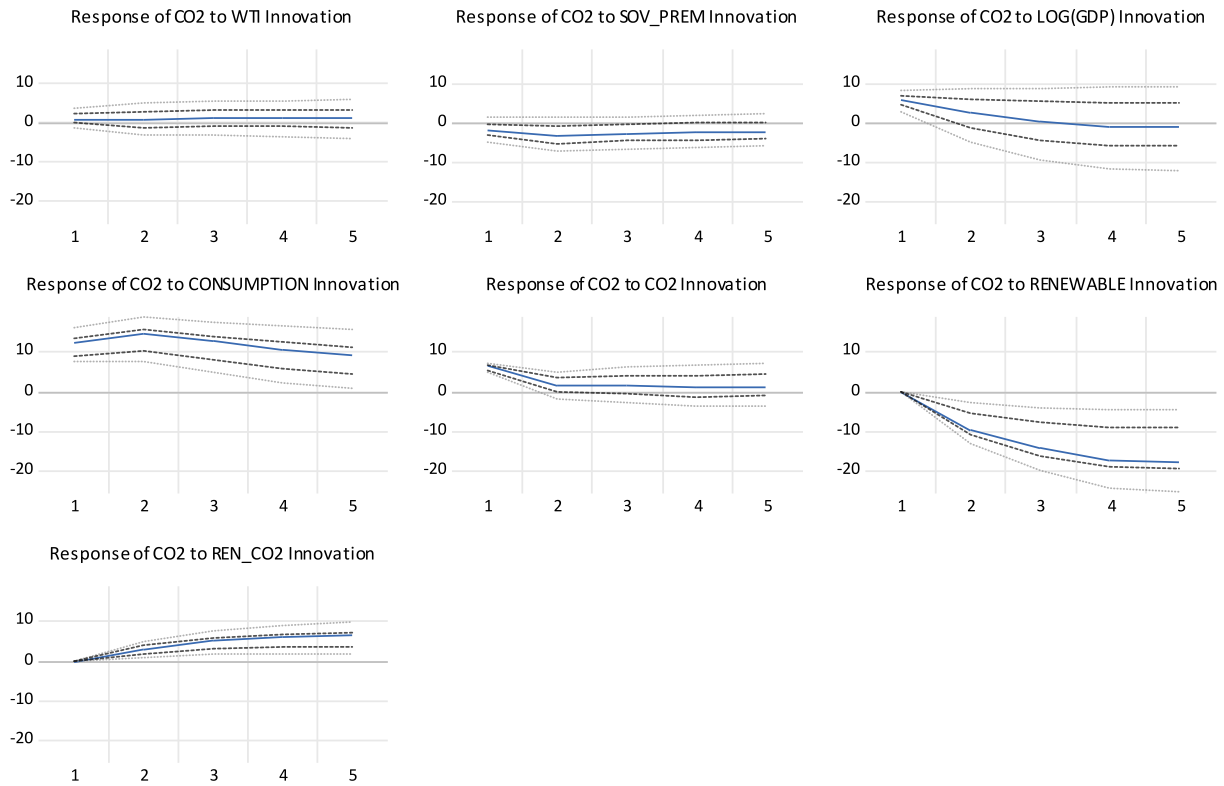 Response of CO2 to WTI Innovation
10
0
-10
-20
1 2 3 4 5
Response of CO2 to SOV_PREM Innovation
10
0
-10
-20
1 2 3 4 5
Response of CO2 to LOG(GDP) Innovation
10
0
-10
-20
1 2 3 4 5
Response of CO2 to CONSUMPTION Innovation
10
0
-10
-20
1 2 3 4 5
Response of CO2 to CO2 Innovation
10
0
-10
-20
1 2 3 4 5
Response of CO2 to RENEWABLE Innovation
10
0
-10
-20
1 2 3 4 5
Response of CO2 to REN_CO2 Innovation
10
0
-10
-20
1 2 3 4 5